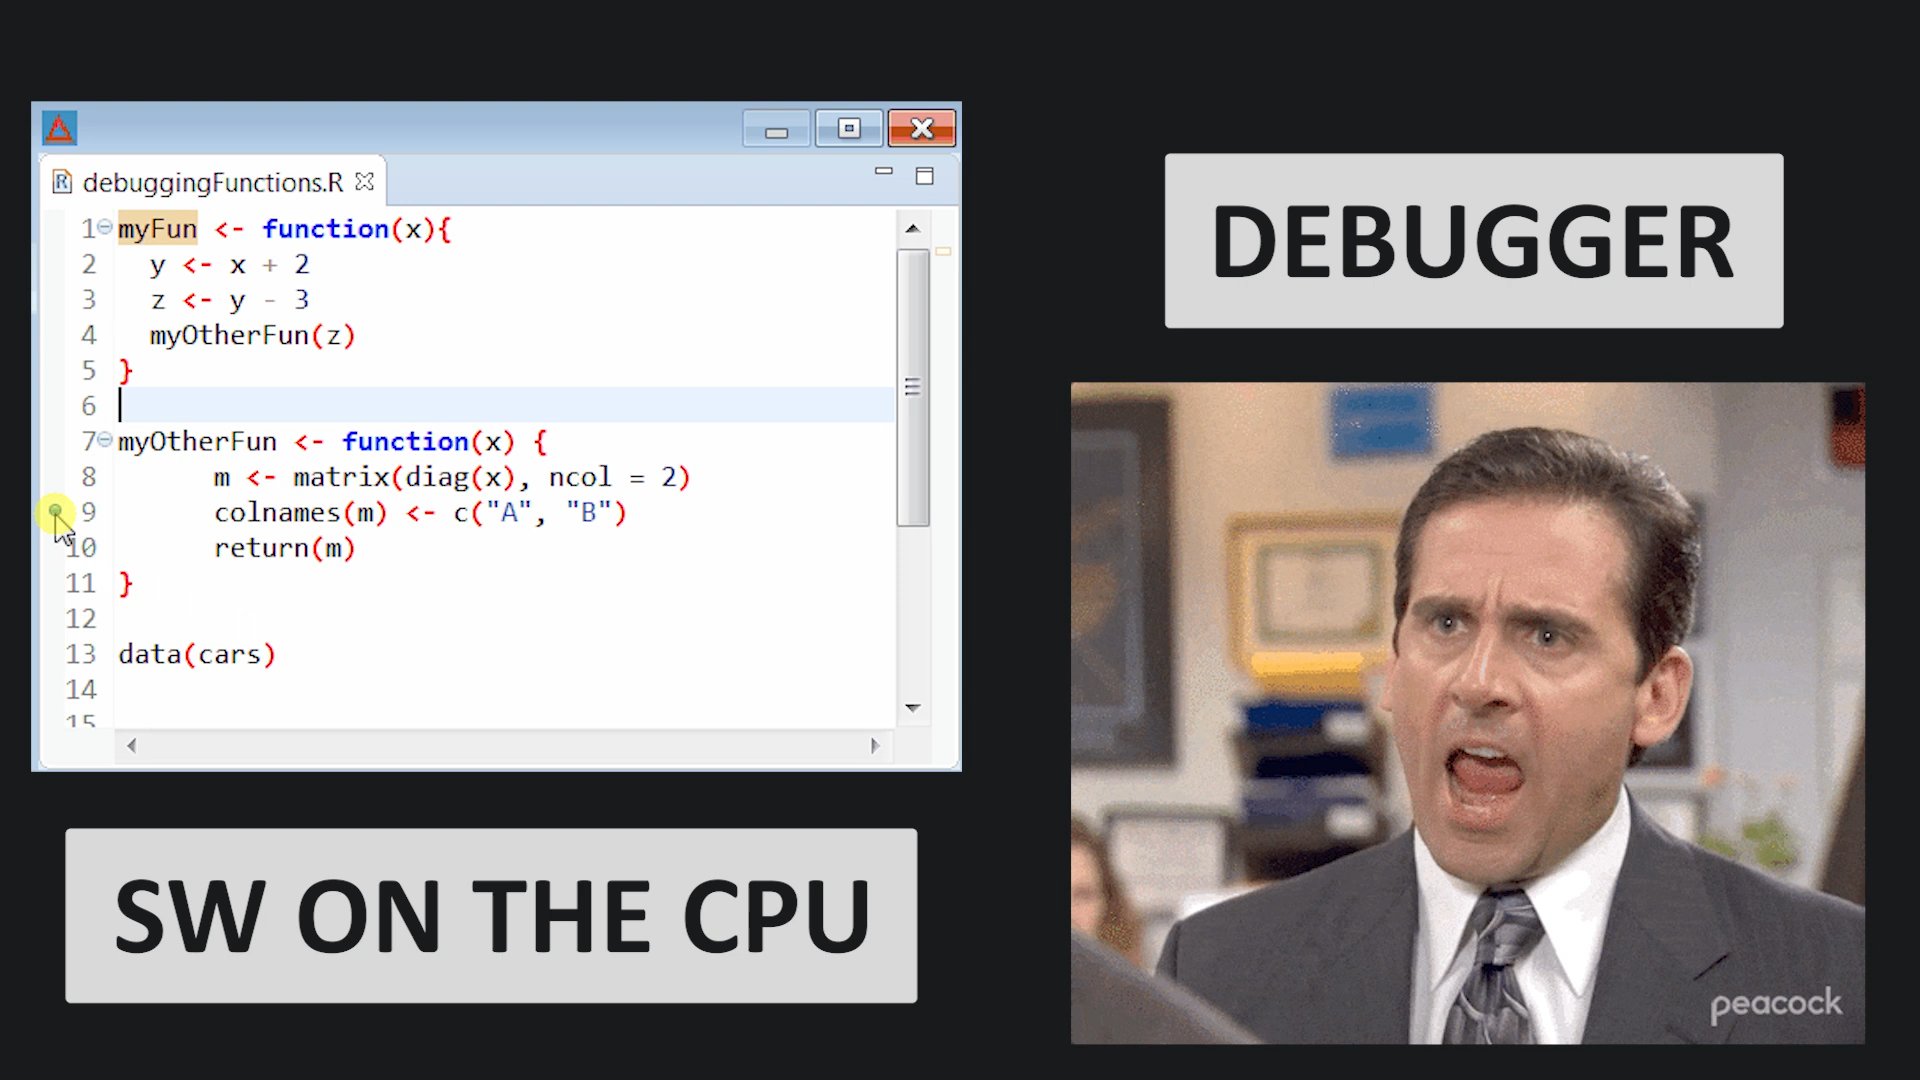 debuggingFunctions.R
1 myFun <- function(x){
2 y <- x + 2
3 z <- y - 3
4 myOtherFun(z)
5 }
6
7 myOtherFun <- function(x) {
8 m <- matrix(diag(x), ncol = 2)
9 colnames(m) <- c("A", "B")
10 return(m)
11 }
12
13 data(cars)
14
15
SW ON THE CPU
DEBUGGER
peacock